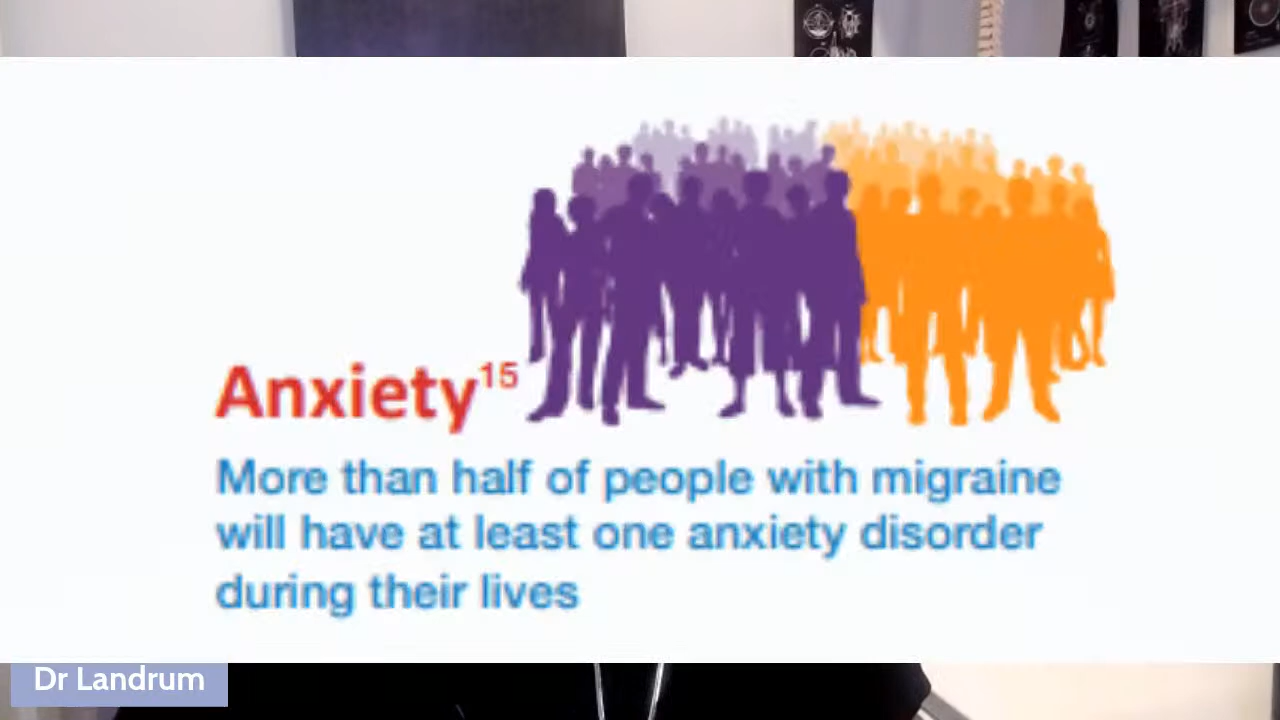 Anxiety15
More than half of people with migraine
will have at least one anxiety disorder
during their lives
Dr Landrum